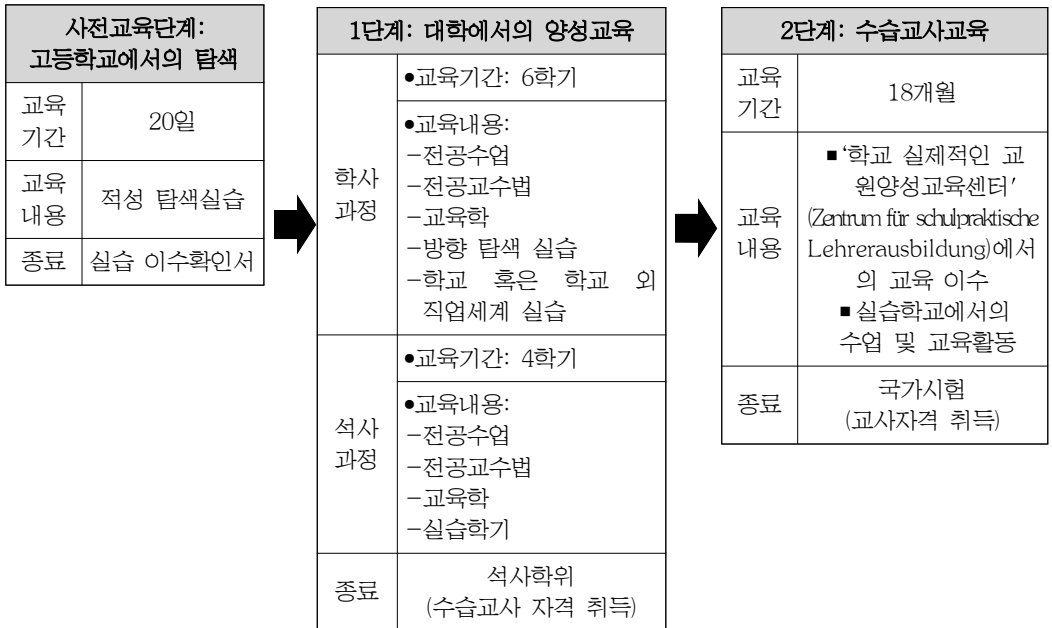 사전교육단계:
고등학교에서의 탐색
교육
기간
20일
교육
내용
적성 탐색실습
종료
실습 이수확인서
1단계: 대학에서의 양성교육
학사
과정
●교육기간: 6학기
●교육내용:
-전공수업
-전공교수법
-교육학
-방향 탐색 실습
-학교 혹은 학교 외
직업세계 실습
석사
과정
●교육기간: 4학기
●교육내용:
-전공수업
-전공교수법
-교육학
-실습학기
종료
석사학위
(수습교사 자격 취득)
2단계: 수습교사교육
교육
기간
18개월
교육
내용
■'학교 실제적인 교
원양성교육센터'
(Zentrum für schulpraktische
Lehrerausbildung)에서
의 교육 이수
■실습학교에서의
수업 및 교육활동
종료
국가시험
(교사자격 취득)